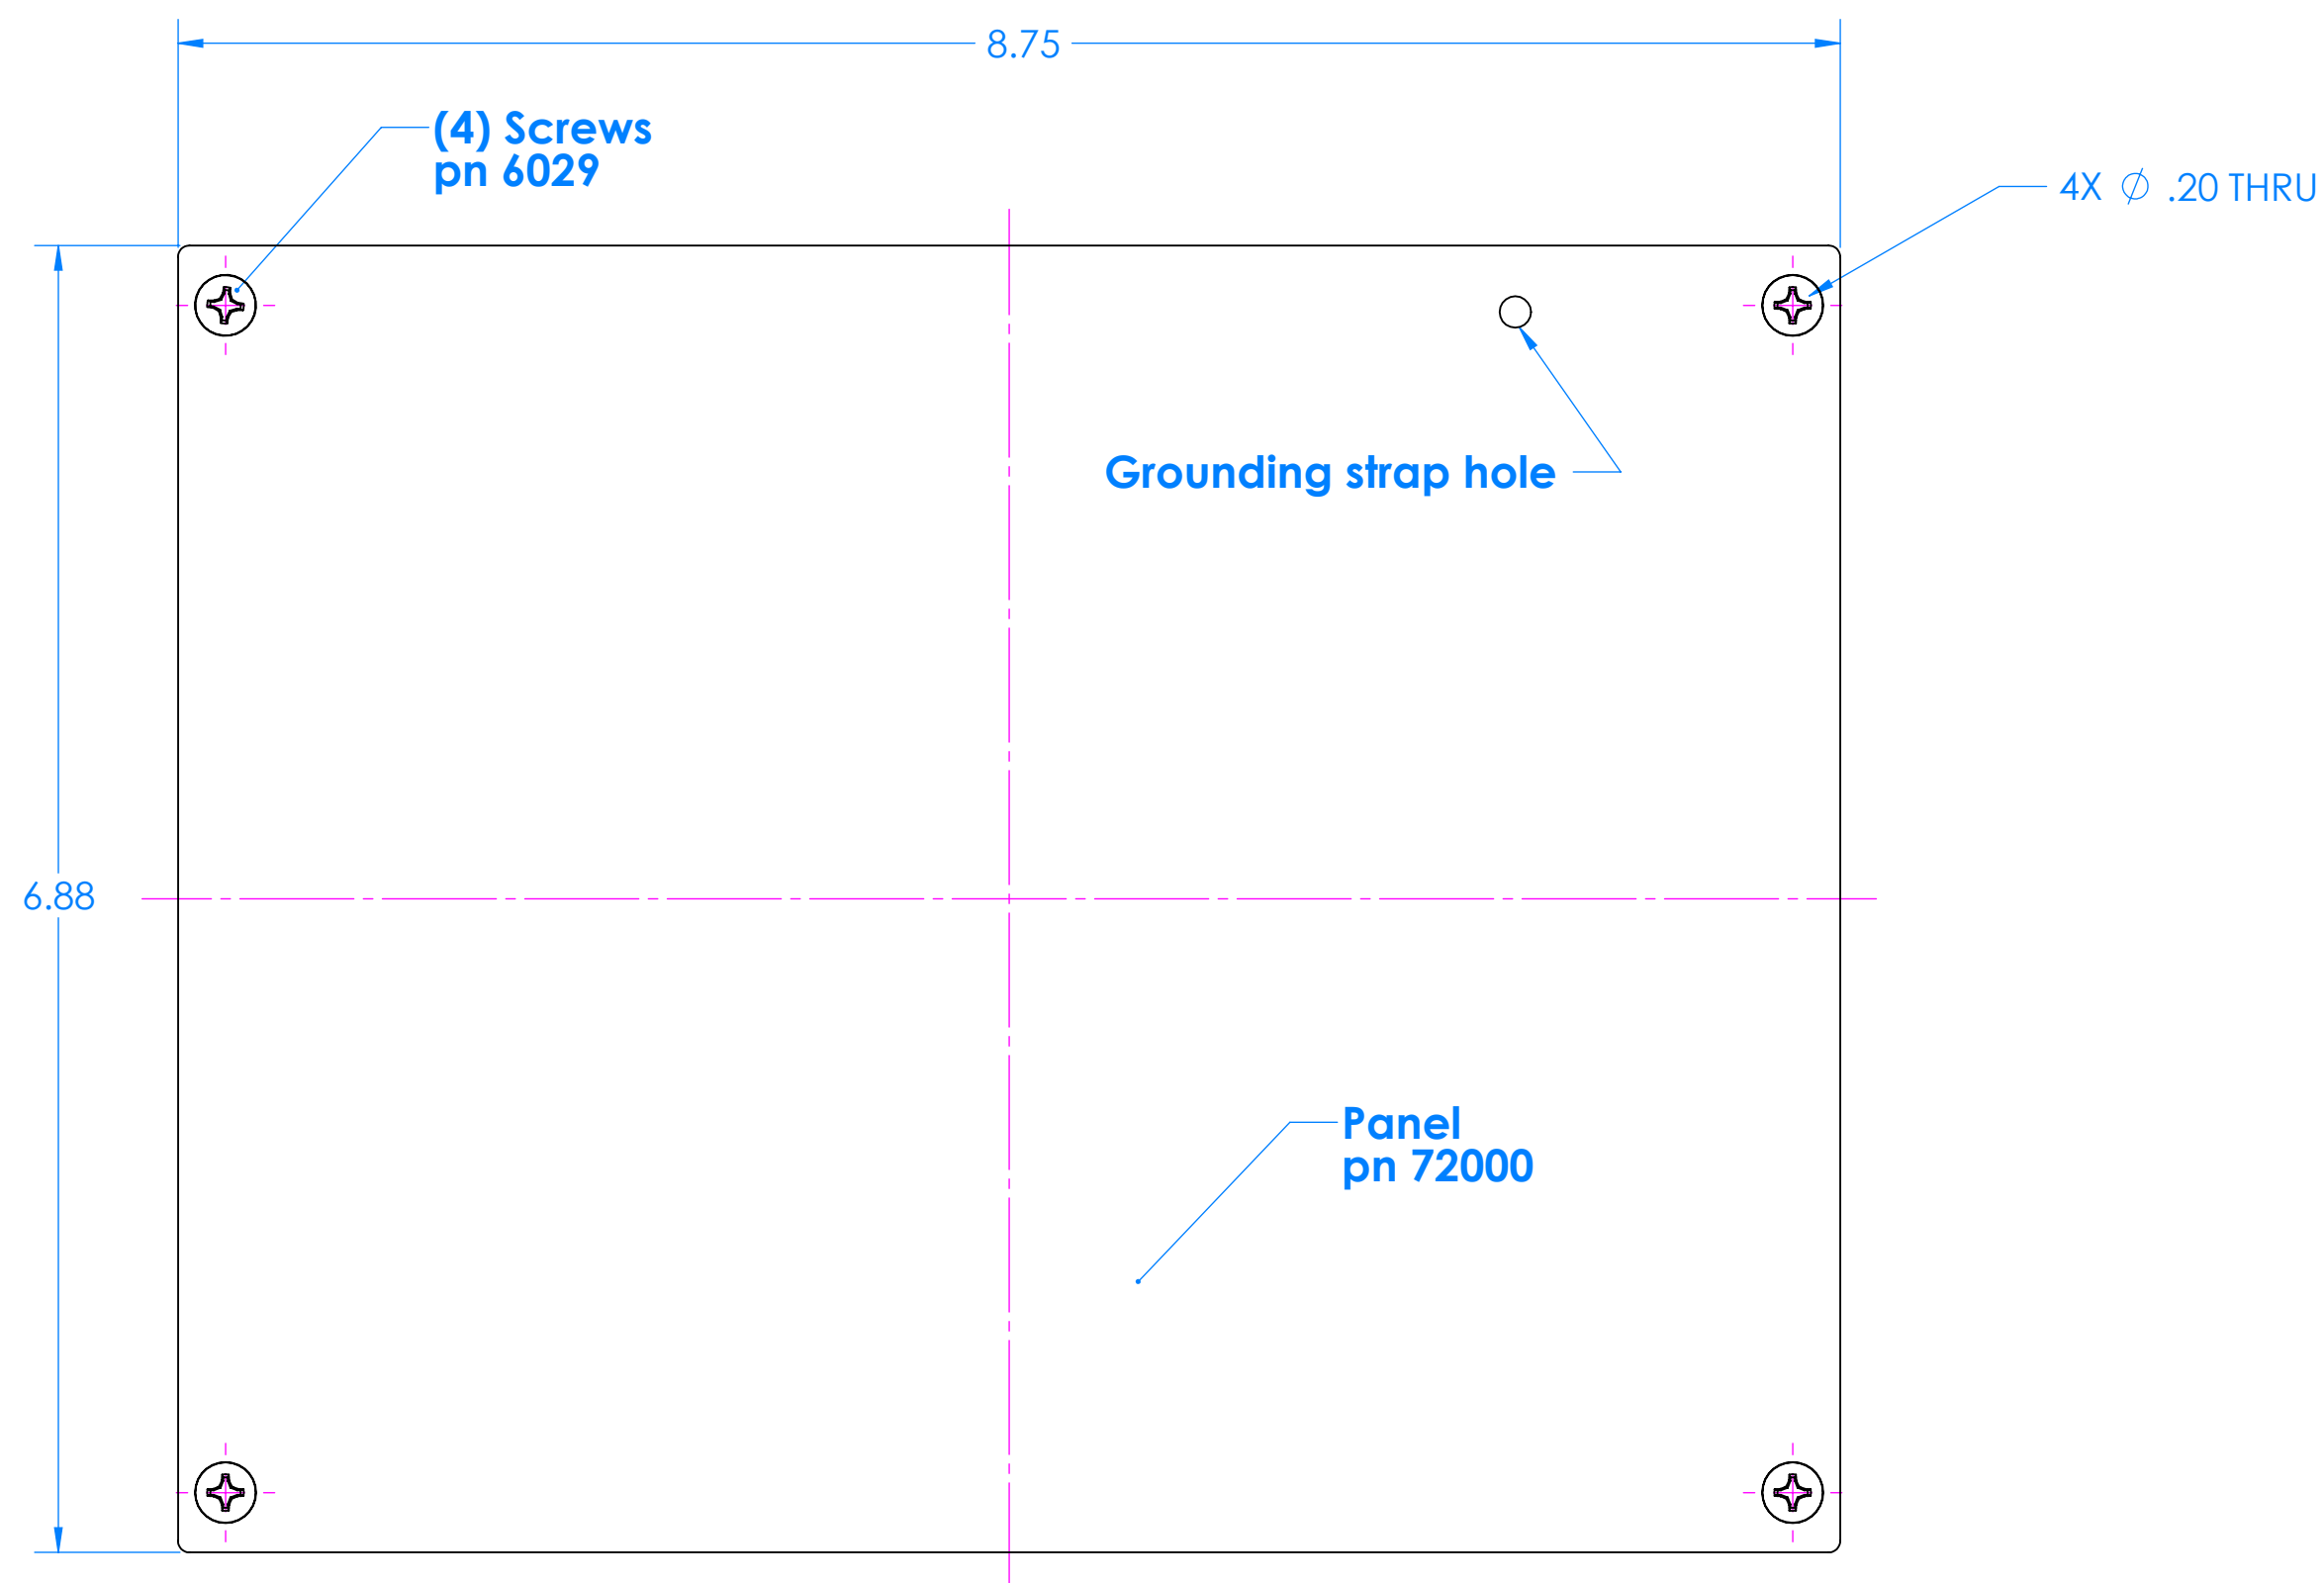 8.75
(4) Screws
pn 6029
4X ∅ .20 THRU
Grounding strap hole
6.88
Panel
pn 72000